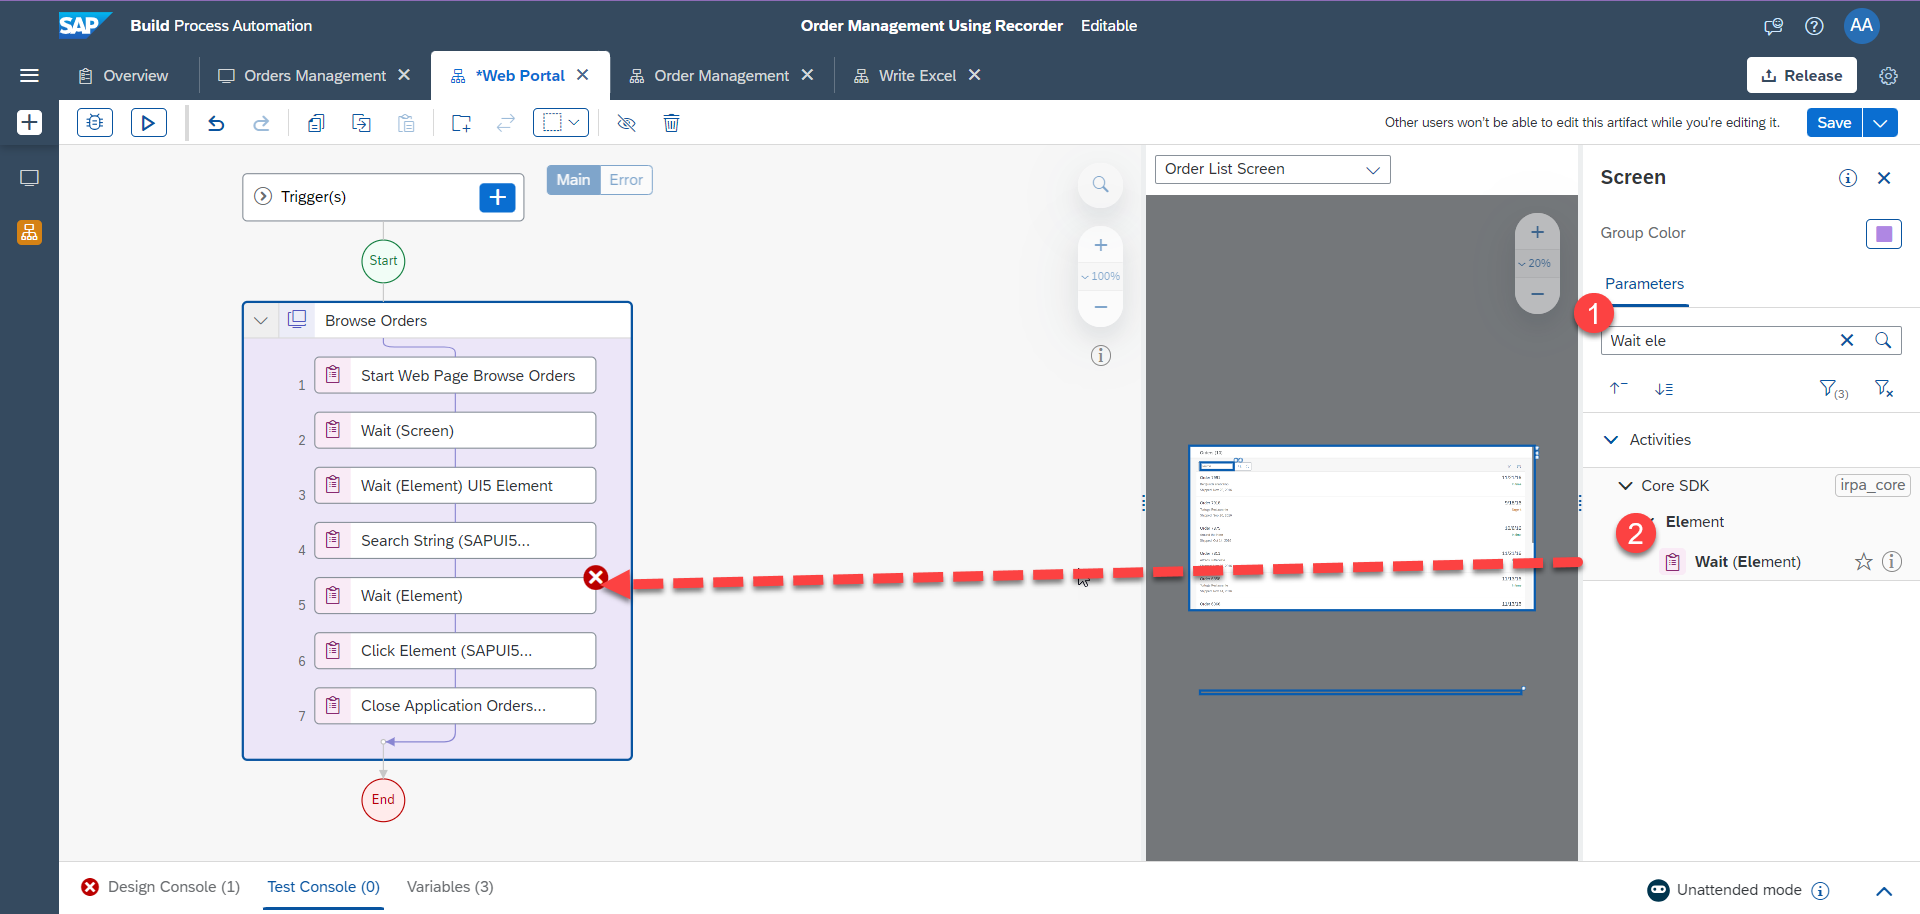 SAP Build Process Automation
Order Management Using Recorder Editable
AA
Overview
Orders Management
*Web Portal
Order Management
Write Excel
Release
Other users won't be able to edit this artifact while you're editing it.
Save
Trigger(s)
Main Error
Start
Browse Orders
1 Start Web Page Browse Orders
2 Wait (Screen)
3 Wait (Element) UI5 Element
4 Search String (SAPUI5...
5 Wait (Element)
6 Click Element (SAPUI5...
7 Close Application Orders...
End
100%
Order List Screen
20%
Screen
Group Color
Parameters
1
Wait ele
(3)
Activities
Core SDK irpa_core
2
Element
Wait (Element)
Design Console (1)
Test Console (0)
Variables (3)
Unattended mode